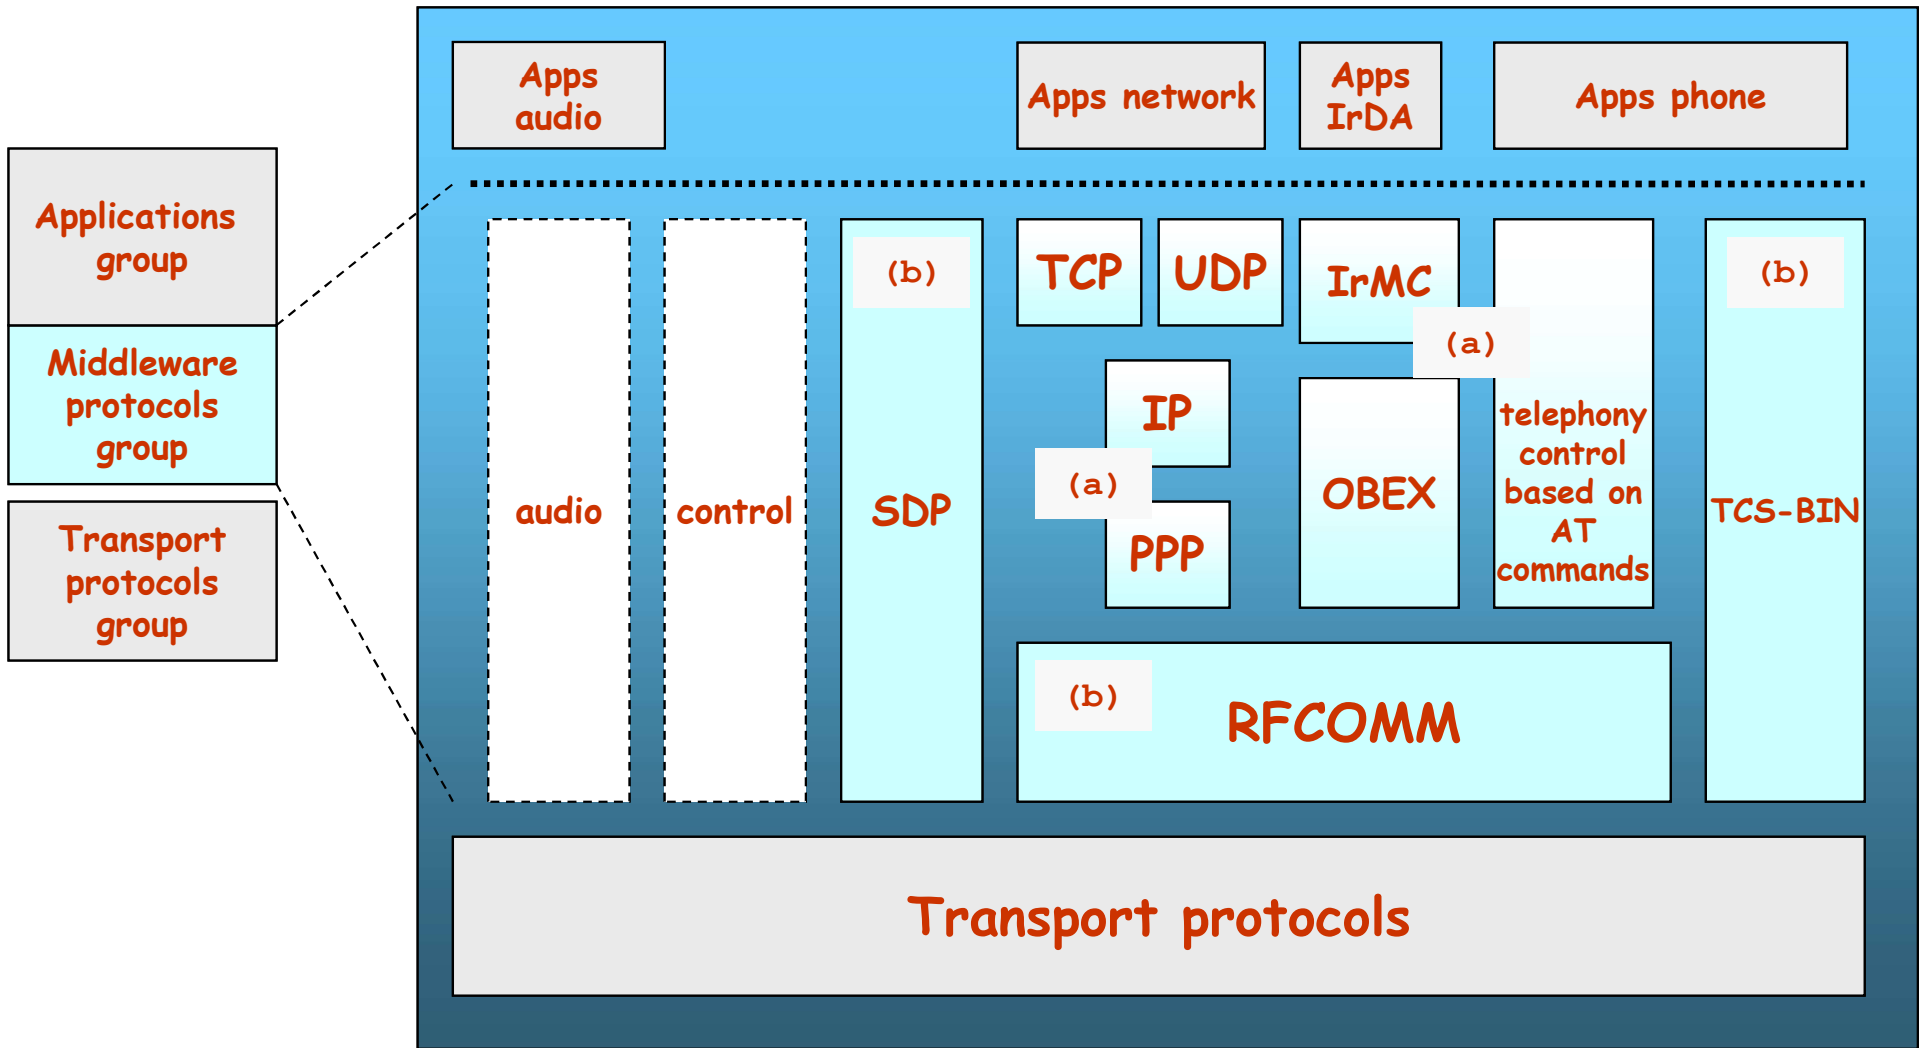 Applications
group
Middleware
protocols
group
Transport
protocols
group
Apps
audio
Apps network
Apps
IrDA
Apps phone
audio
control
(b)
SDP
TCP
UDP
IP
(a)
PPP
IrMC
(a)
OBEX
telephony
control
based on
AT
commands
(b)
TCS-BIN
(b)
RFCOMM
Transport protocols